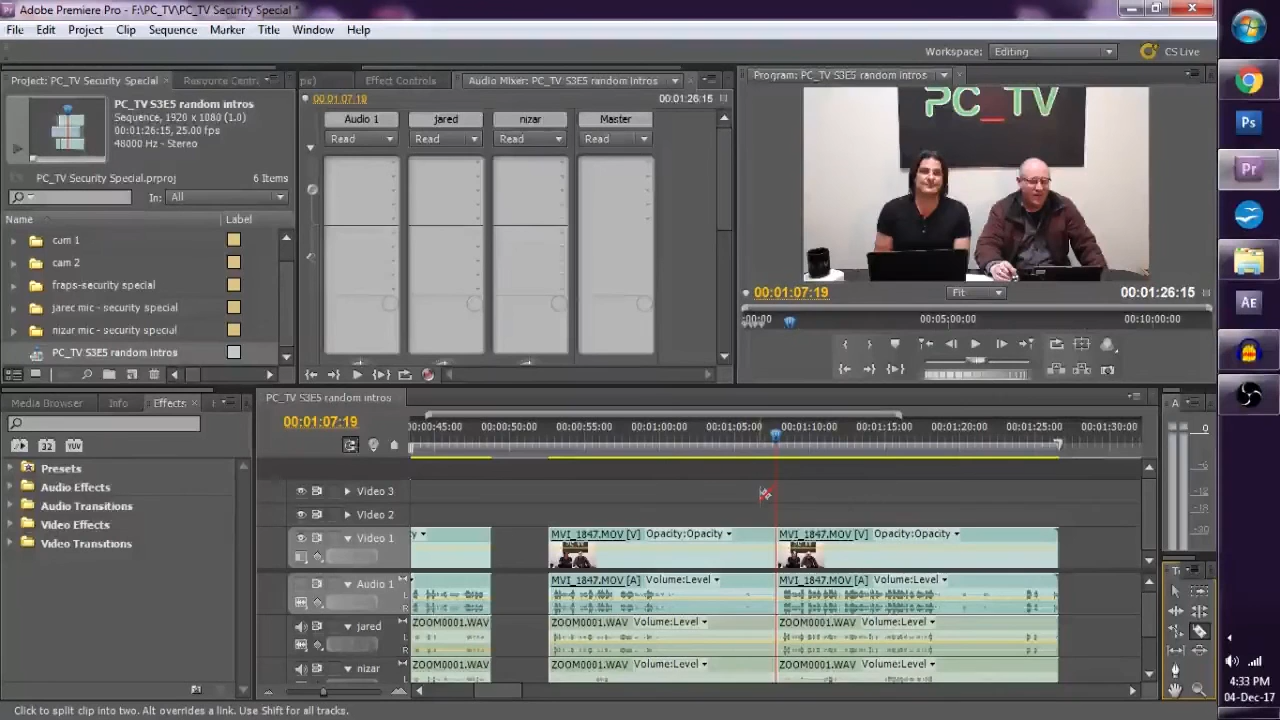 Adobe Premiere Pro - F:\PC_TV\PC_TV Security Special *
File Edit Project Clip Sequence Marker Title Window Help
Workspace: Editing CS Live
Project: PC_TV Security Special
Effect Controls
Audio Mixer: PC_TV S3E5 random intros
Program: PC_TV S3E5 random intros
PC_TV S3E5 random intros
Sequence, 1920 x 1080 (1.0)
00:01:26:15, 25.00 fps
48000 Hz - Stereo
PC_TV Security Special.prproj
6 Items
In: All
Name Label
cam 1
cam 2
fraps-security special
jarec mic - security special
nizar mic - security special
PC_TV S3E5 random intros
00:01:07:19 00:01:26:15
Audio 1 jared nizar Master
Read Read Read Read
PC_TV
00:01:07:19 Fit 00:01:26:15
00:05:00:00 00:10:00:00
Media Browser Info Effects
Presets
Audio Effects
Audio Transitions
Video Effects
Video Transitions
PC_TV S3E5 random intros
00:01:07:19
00:00:50:00 00:00:55:00 00:01:00:00 00:01:05:00 00:01:10:00 00:01:15:00 00:01:20:00 00:01:25:00 00:01:30:00
Video 3
Video 2
Video 1
MVI_1847.MOV [V] Opacity:Opacity MVI_1847.MOV [V] Opacity:Opacity
Audio 1
MVI_1847.MOV [A] Volume:Level MVI_1847.MOV [A] Volume:Level
jared
ZOOM0001.WAV ZOOM0001.WAV Volume:Level ZOOM0001.WAV Volume:Level
nizar
ZOOM0001.WAV ZOOM0001.WAV Volume:Level ZOOM0001.WAV Volume:Level
Click to split clip into two. Alt overrides a link. Use Shift for all tracks.
Ps
Pr
AE
4:33 PM
04-Dec-17